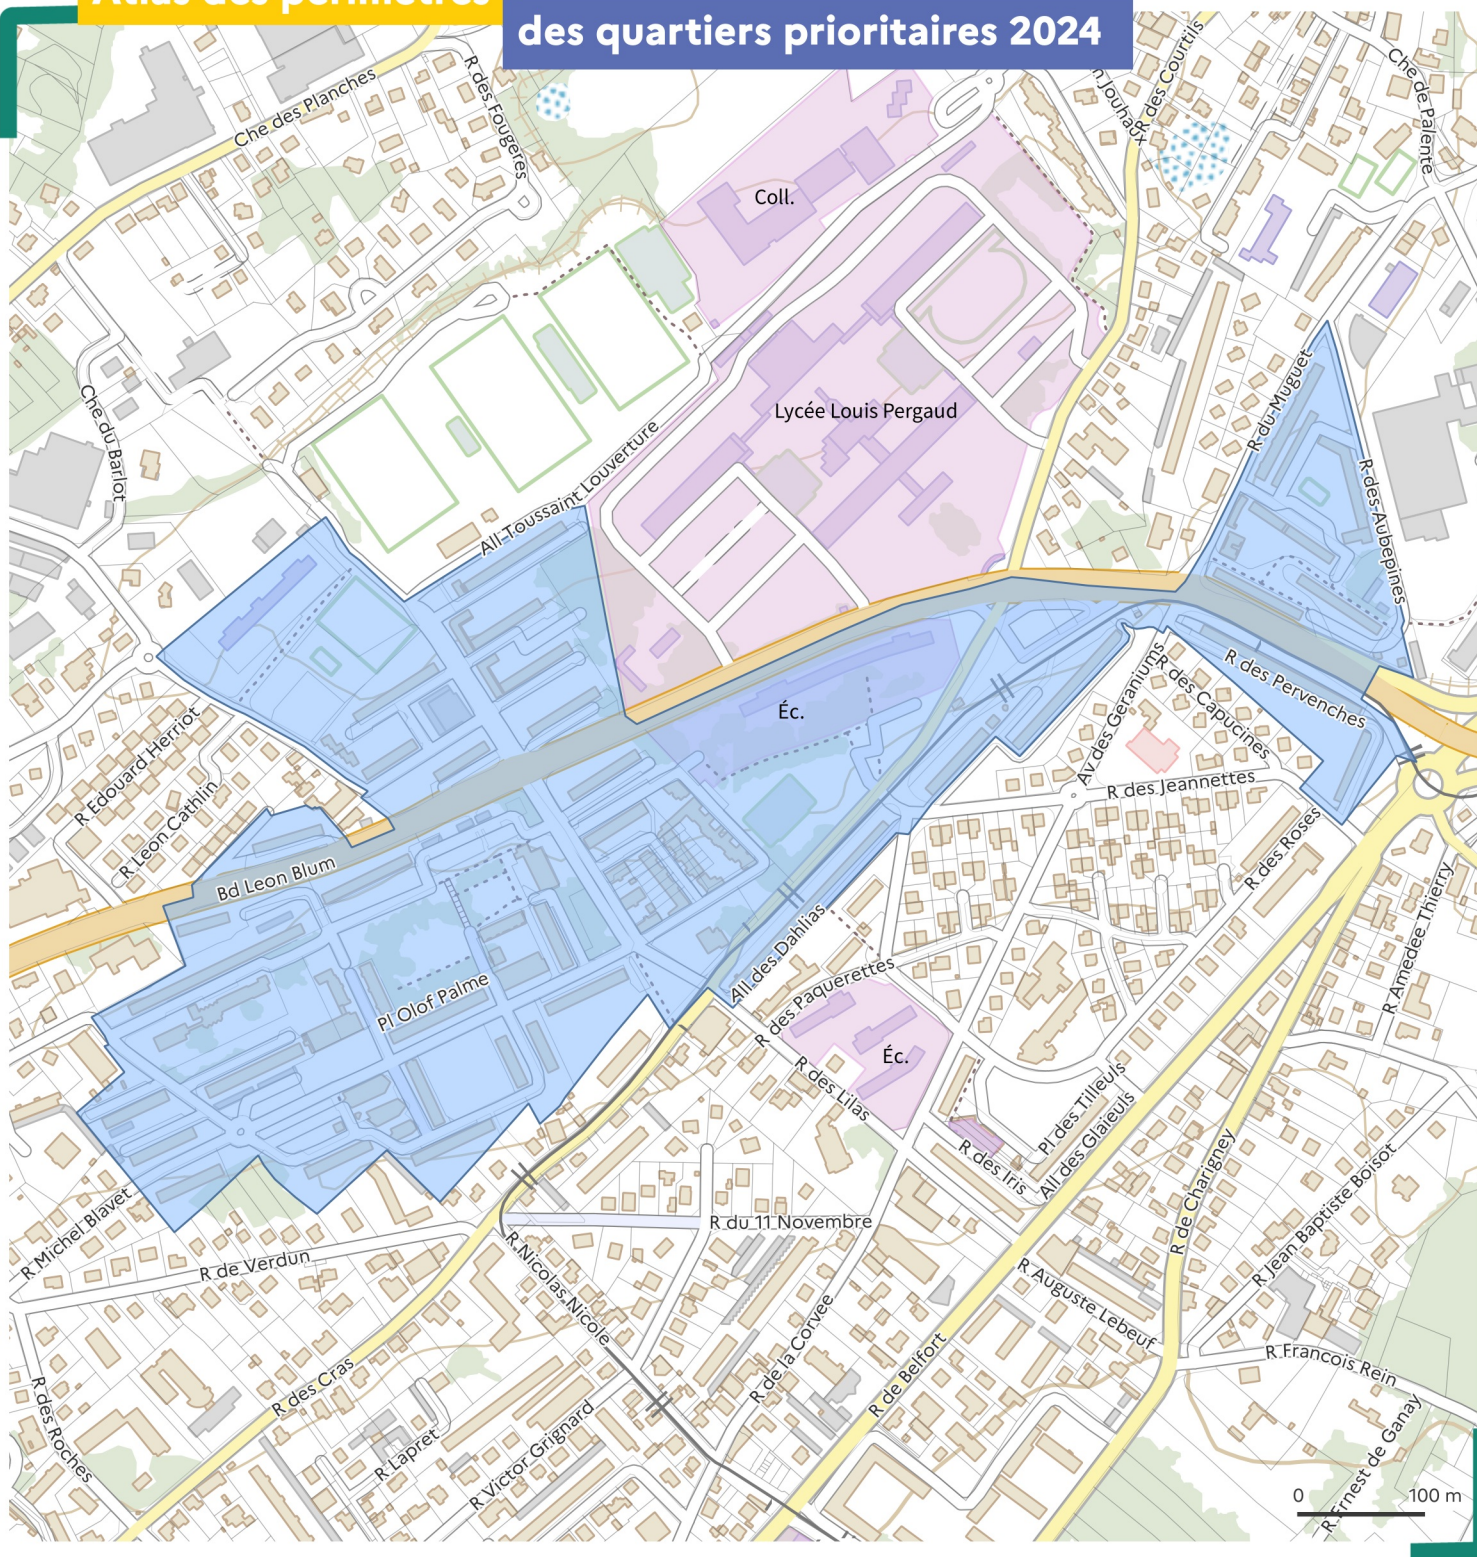 Atlas des périmètres
des quartiers prioritaires 2024
Che des Planches
R des Fougeres
n Jouhaux
R des Courtils
Che de Palente
Coll.
Lycée Louis Pergaud
Che du Barlot
All Toussaint Louverture
R du Muguet
R des Aubepines
R Edouard Herriot
R Leon Cathlin
Éc.
Av des Geraniums
R des Capucines
R des Pervenches
R des Jeannettes
Bd Leon Blum
R des Roses
All des Dahlias
R des Paquerettes
Pl Olof Palme
R Amedee Thierry
R des Lilas
Éc.
Pl des Tilleuls
All des Glaieuls
R des Iris
R Michel Blavet
R de Verdun
R du 11 Novembre
R Nicolas Nicole
R de Charigney
R Jean Baptiste Boisot
R Auguste Lebeuf
R Francois Rein
R de la Corvee
R de Belfort
R des Cras
R des Roches
R Lapret
R Victor Grignard
R Ernest de Ganay
0 100 m